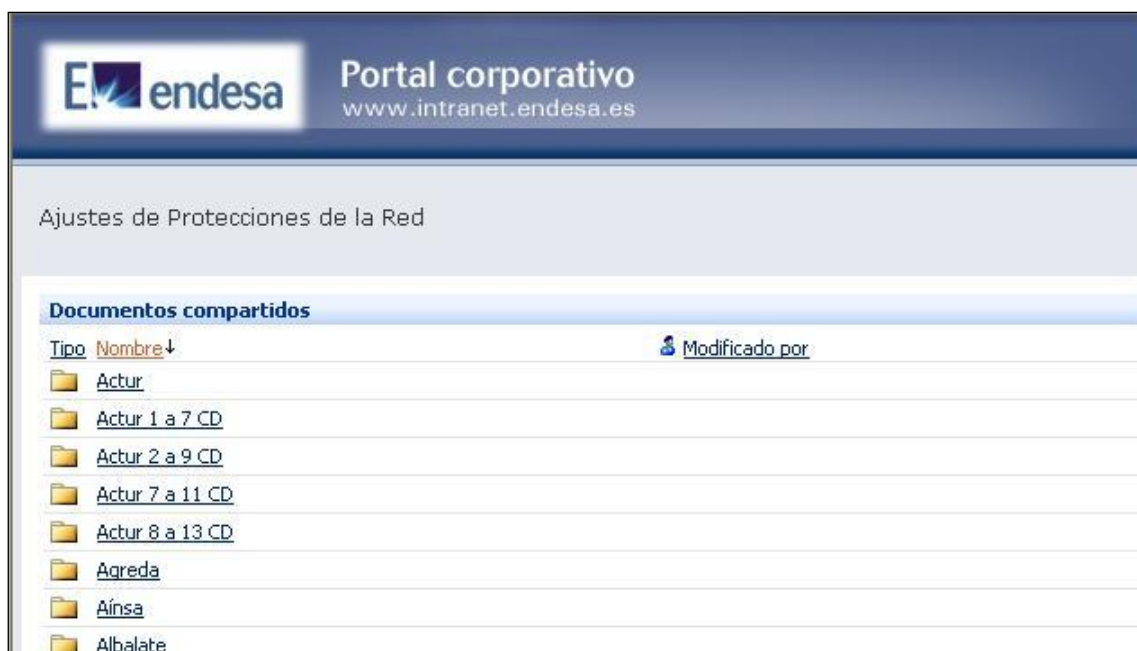 endesa
Portal corporativo
www.intranet.endesa.es
Ajustes de Protecciones de la Red
Documentos compartidos
Tipo Nombre↓ Modificado por
Actur
Actur 1 a 7 CD
Actur 2 a 9 CD
Actur 7 a 11 CD
Actur 8 a 13 CD
Agreda
Aínsa
Albalate